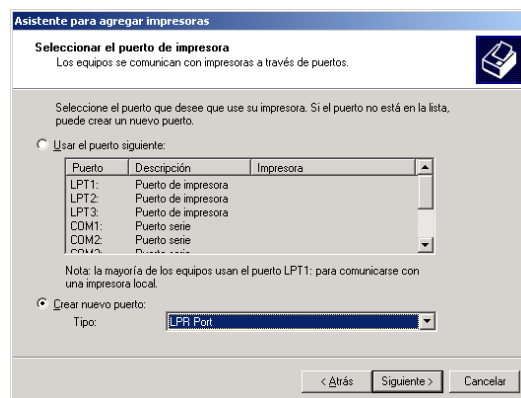 Asistente para agregar impresoras
Seleccionar el puerto de impresora
Los equipos se comunican con impresoras a través de puertos.
Seleccione el puerto que desee que use su impresora. Si el puerto no está en la lista,
puede crear un nuevo puerto.
Usar el puerto siguiente:
Puerto Descripción Impresora
LPT1: Puerto de impresora
LPT2: Puerto de impresora
LPT3: Puerto de impresora
COM1: Puerto serie
COM2: Puerto serie
COM3: Puerto serie
Nota: la mayoría de los equipos usan el puerto LPT1: para comunicarse con
una impresora local.
Crear nuevo puerto:
Tipo: LPR Port
< Atrás Siguiente > Cancelar